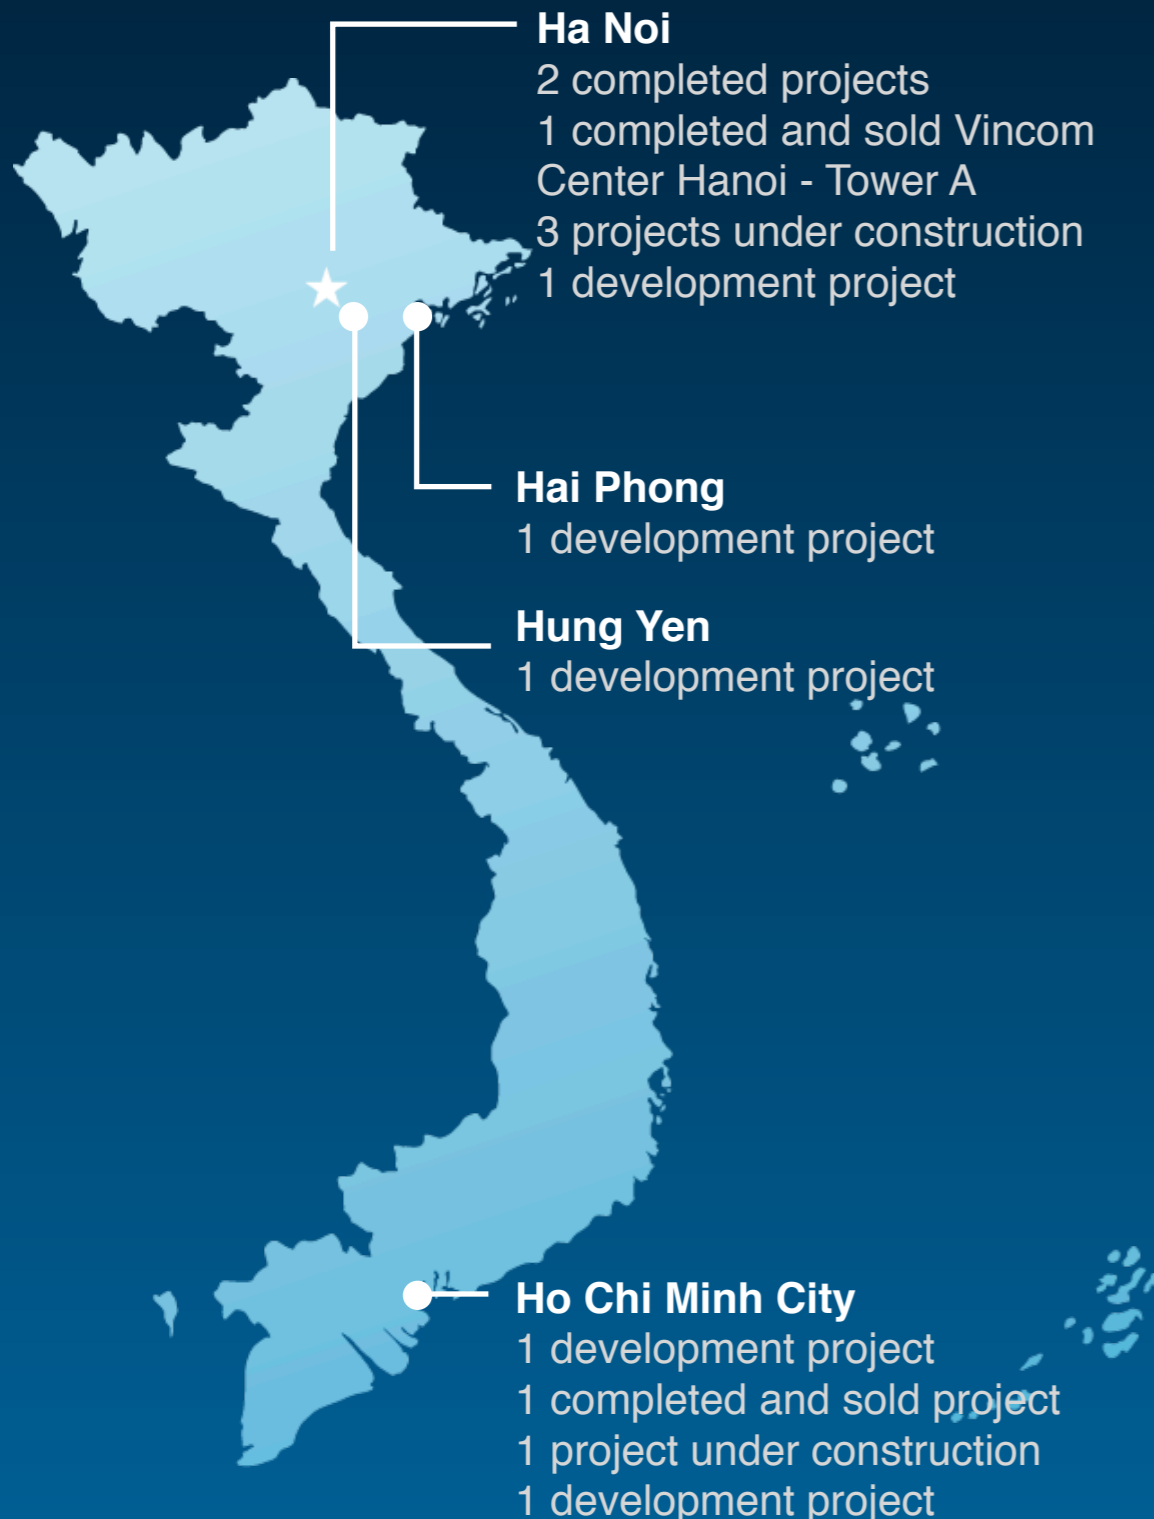 Ha Noi
2 completed projects
1 completed and sold Vincom
Center Hanoi - Tower A
3 projects under construction
1 development project
Hai Phong
1 development project
Hung Yen
1 development project
Ho Chi Minh City
1 development project
1 completed and sold project
1 project under construction
1 development project